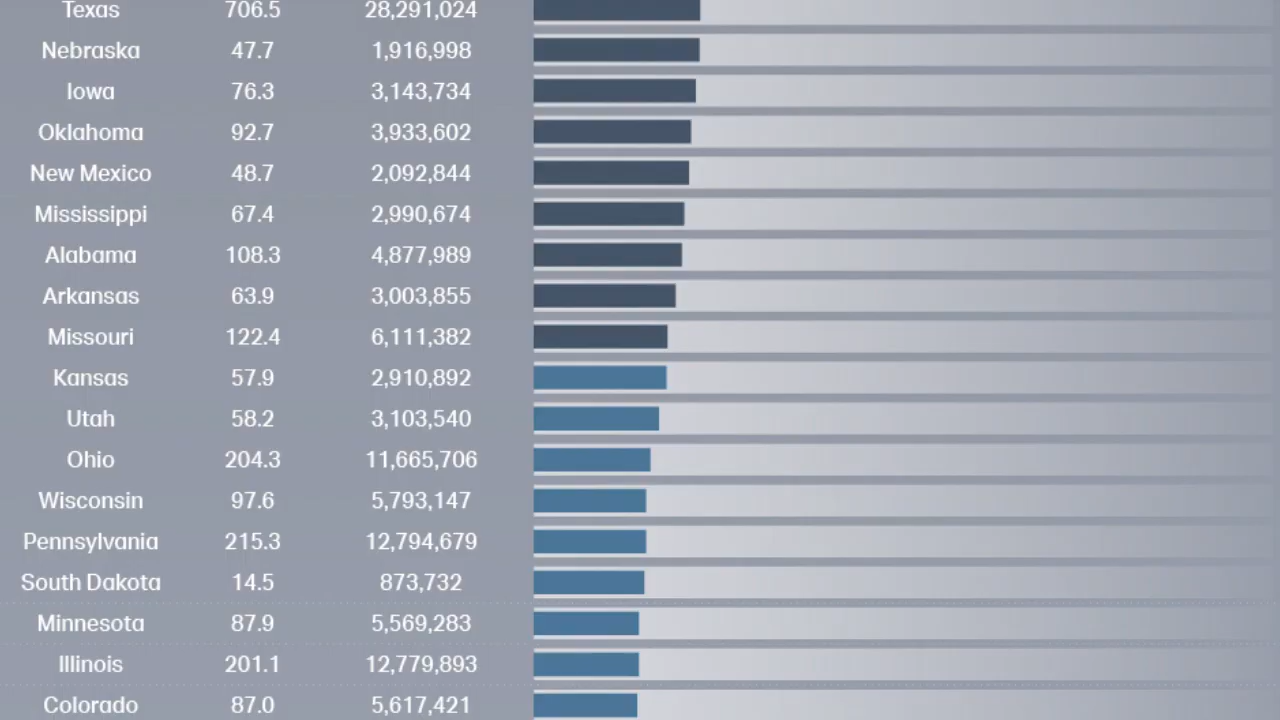 Texas 706.5 28,291,024
Nebraska 47.7 1,916,998
Iowa 76.3 3,143,734
Oklahoma 92.7 3,933,602
New Mexico 48.7 2,092,844
Mississippi 67.4 2,990,674
Alabama 108.3 4,877,989
Arkansas 63.9 3,003,855
Missouri 122.4 6,111,382
Kansas 57.9 2,910,892
Utah 58.2 3,103,540
Ohio 204.3 11,665,706
Wisconsin 97.6 5,793,147
Pennsylvania 215.3 12,794,679
South Dakota 14.5 873,732
Minnesota 87.9 5,569,283
Illinois 201.1 12,779,893
Colorado 87.0 5,617,421